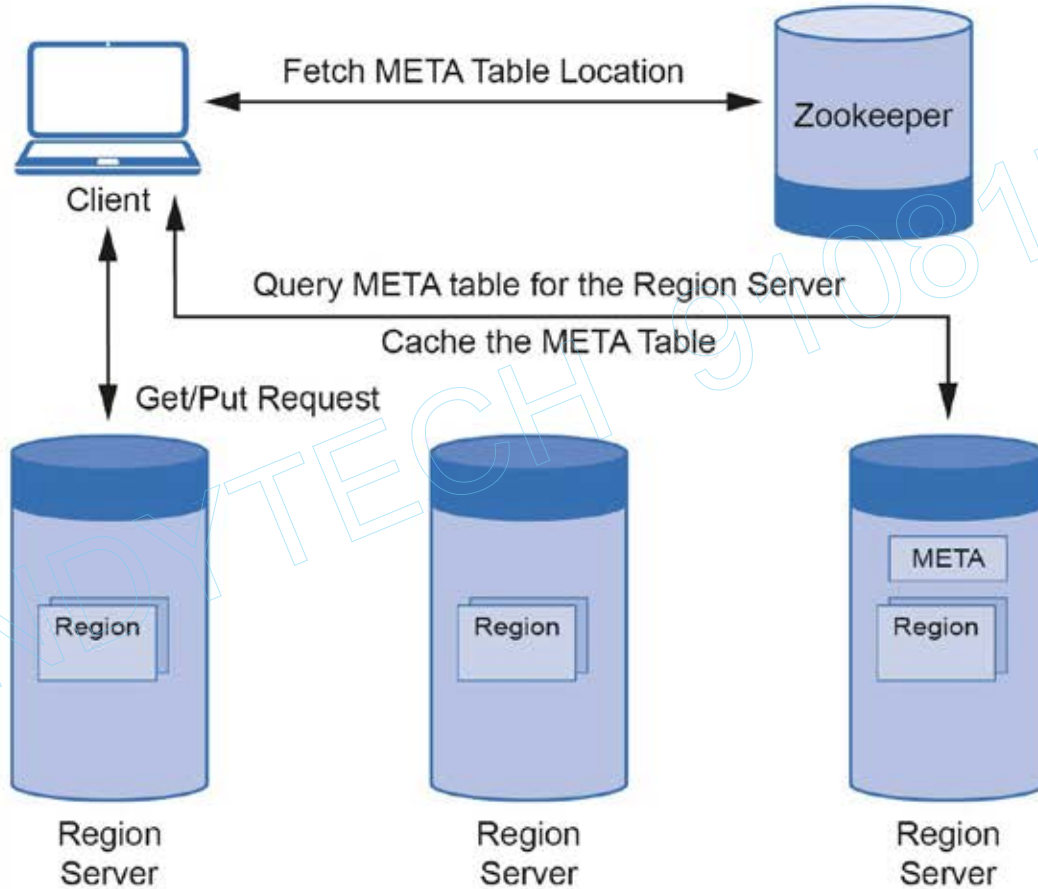 Fetch META Table Location
Zookeeper
Client
Query META table for the Region Server
Cache the META Table
Get/Put Request
META
Region
Region
Region
Region
Server
Region
Server
Region
Server